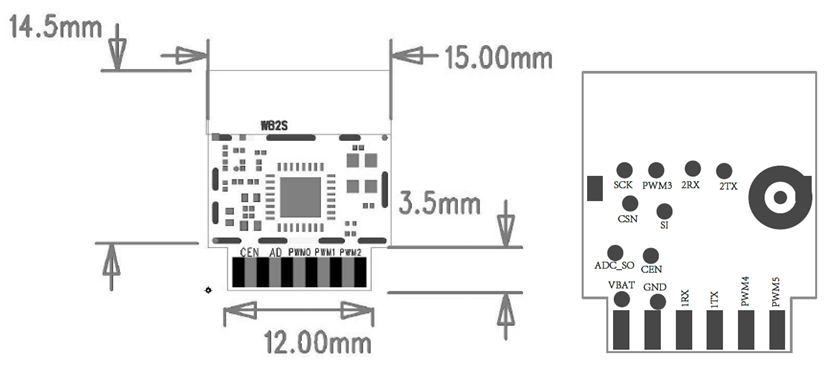 14.5mm
15.00mm
WB2S
3.5mm
CEN AD PWM0 PWM1 PWM2
12.00mm
SCK PWM3 2RX 2TX
CSN SI
ADC_SO CEN
VBAT GND 1RX 1TX PWM4 PWM5